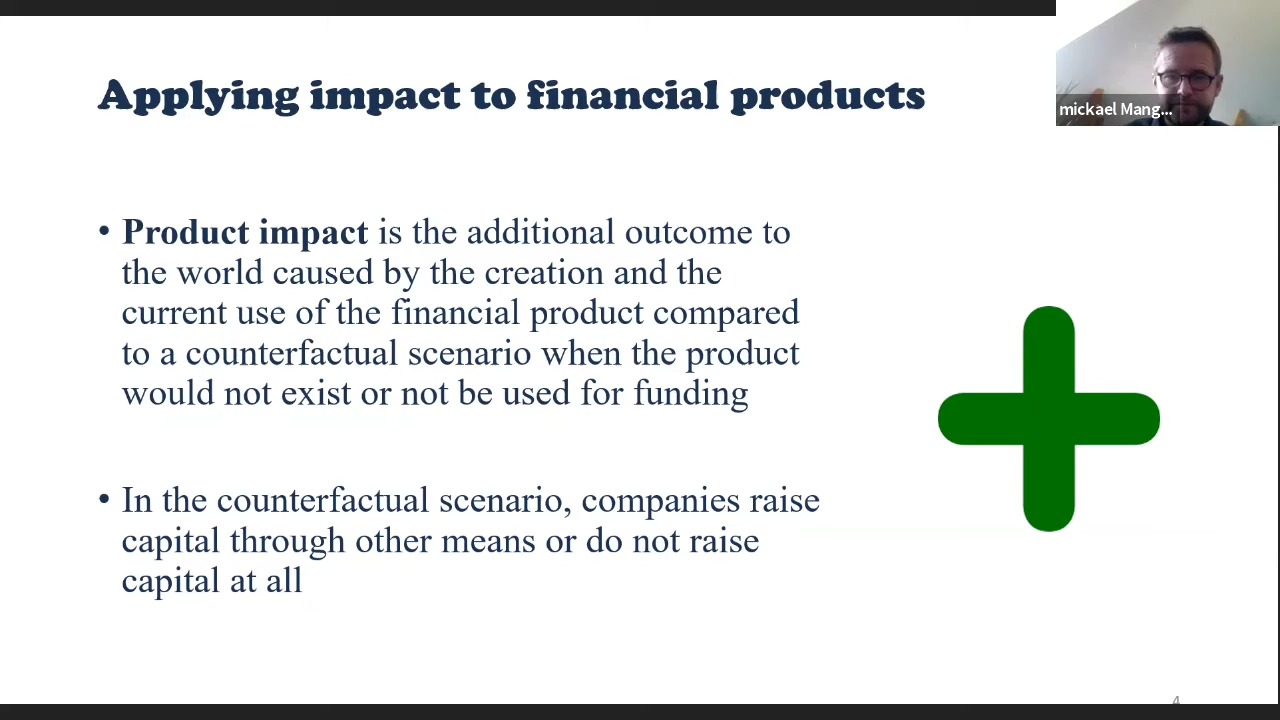 Applying impact to financial products
mickael Mang...
• Product impact is the additional outcome to
the world caused by the creation and the
current use of the financial product compared
to a counterfactual scenario when the product
would not exist or not be used for funding
• In the counterfactual scenario, companies raise
capital through other means or do not raise
capital at all
4